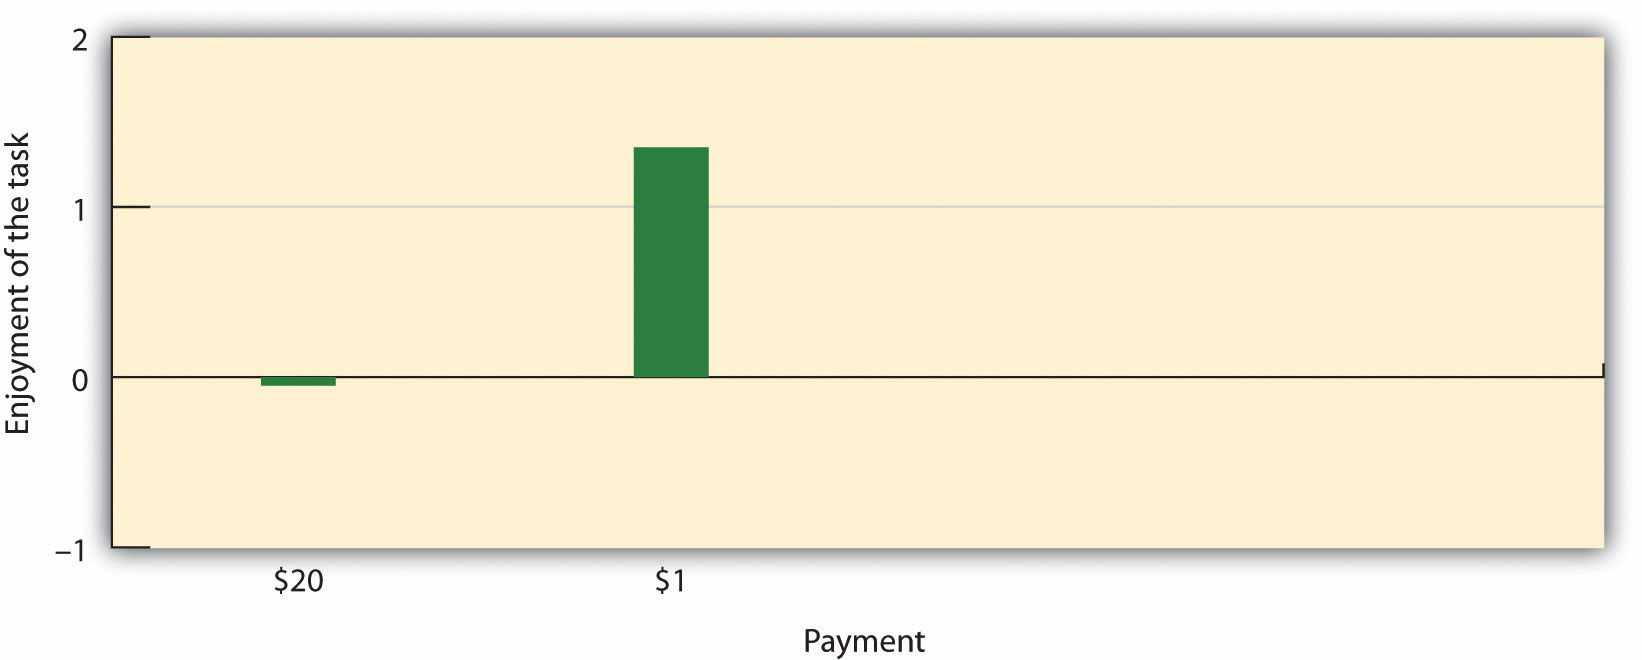 Enjoyment of the task
2
1
0
–1
$20 $1
Payment